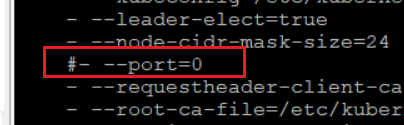 - --leader-elect=true
- --node-cidr-mask-size=24
#- --port=0
- --requestheader-client-ca
- --root-ca-file=/etc/kuber